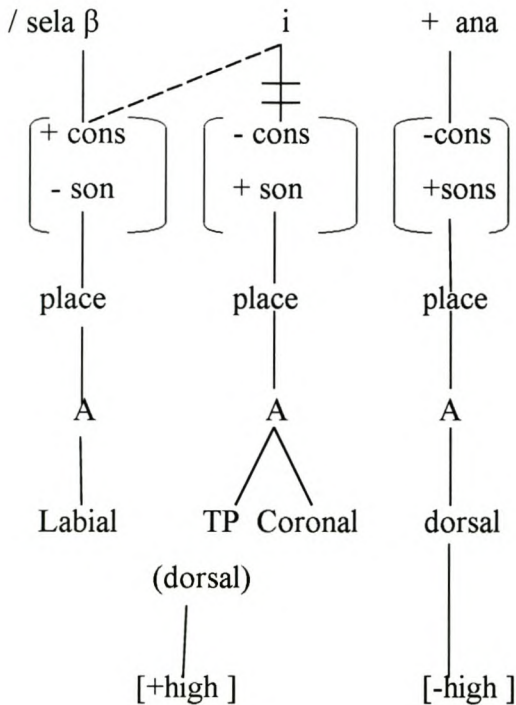 / sela β i + ana
+ cons - cons -cons
- son + son +sons
place place place
A A A
Labial TP Coronal dorsal
(dorsal)
[+high ] [-high ]